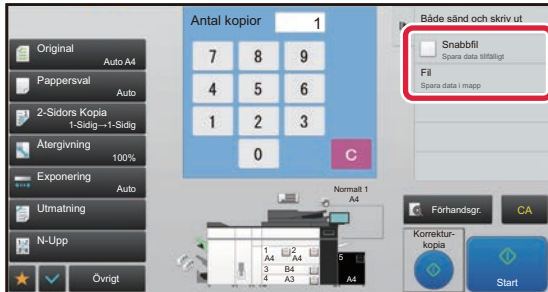 Original
Auto A4
Pappersval
Auto
2-Sidors Kopia
1-Sidig→1-Sidig
Återgivning
100%
Exponering
Auto
Utmatning
N-Upp
Övrigt
Antal kopior
1
7 8 9
4 5 6
1 2 3
0 C
Normalt 1
A4
1 A4
2 A4
3 B4
4 A3
5 A4
Både sänd och skriv ut
Snabbfil
Spara data tillfälligt
Fil
Spara data i mapp
Förhandsgr.
CA
Korrektur-
kopia
Start